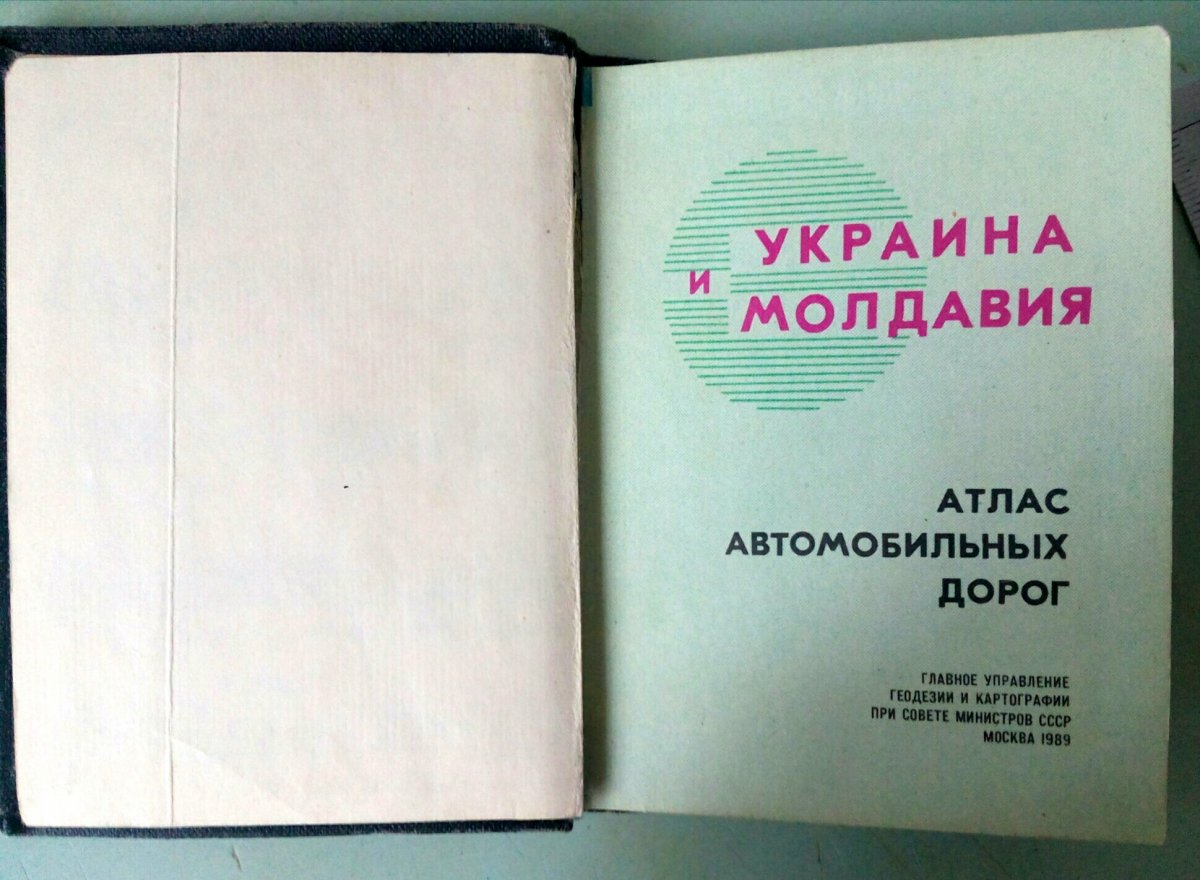 УКРАИНА
И МОЛДАВИЯ
АТЛАС
АВТОМОБИЛЬНЫХ
ДОРОГ
ГЛАВНОЕ УПРАВЛЕНИЕ
ГЕОДЕЗИИ И КАРТОГРАФИИ
ПРИ СОВЕТЕ МИНИСТРОВ СССР
МОСКВА 1989